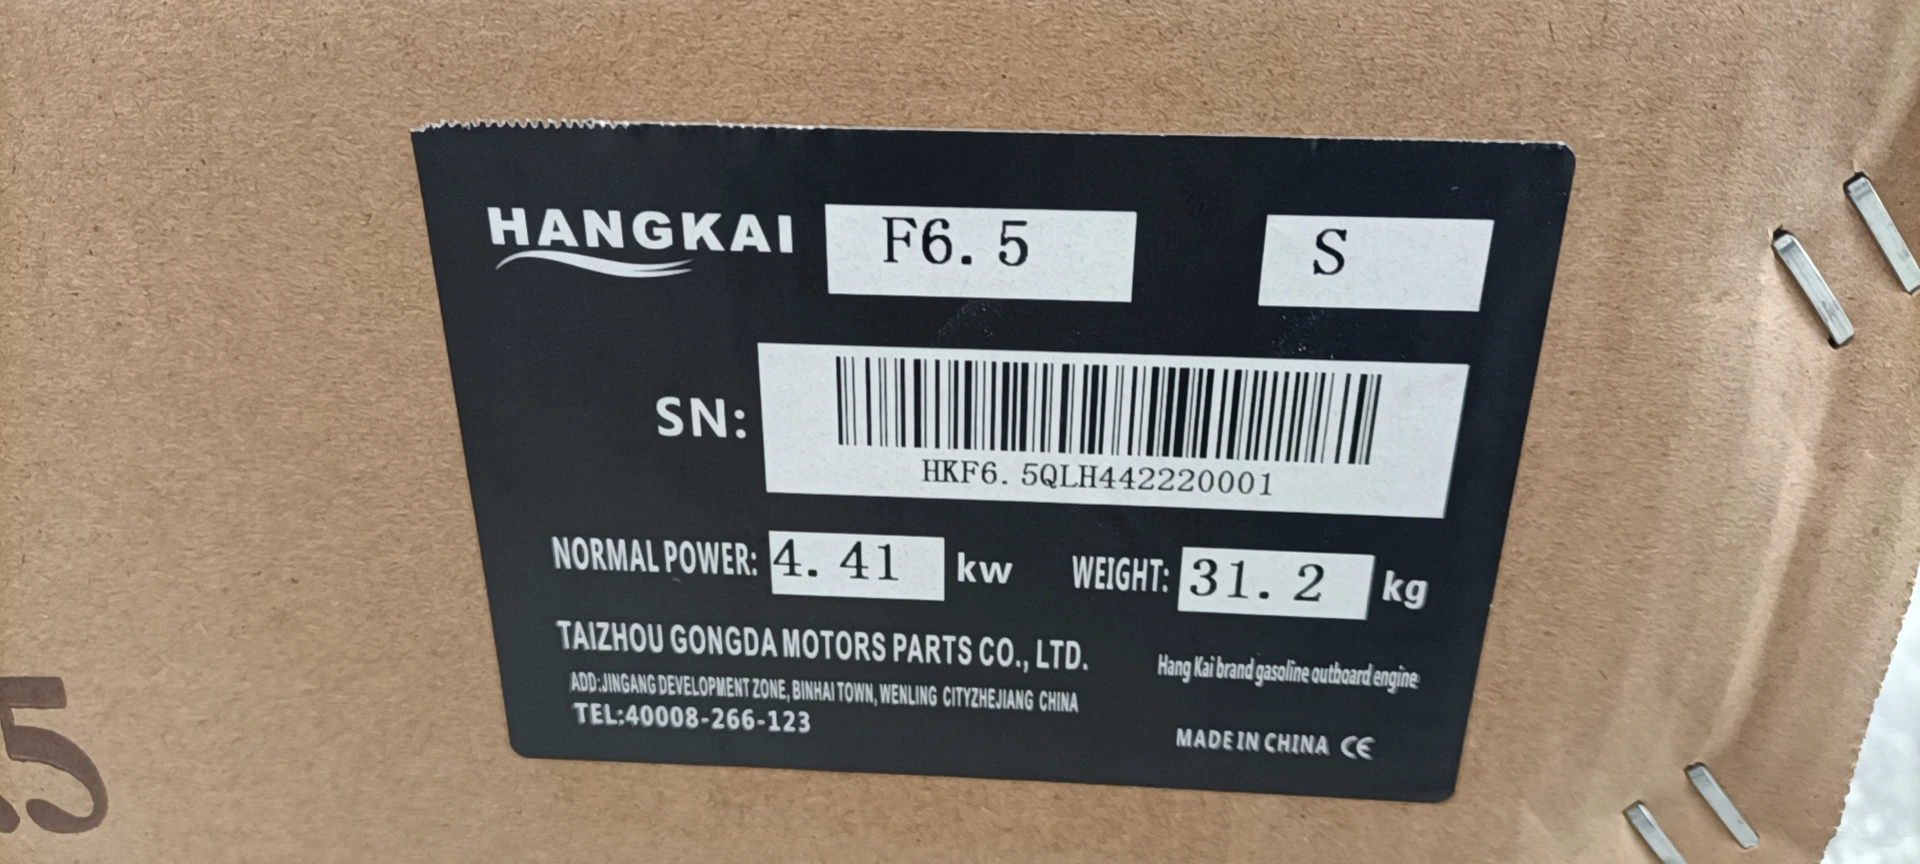 HANGKAI F6.5 S
SN:
HKF6.5QLH442220001
NORMAL POWER: 4.41 kw WEIGHT: 31.2 kg
TAIZHOU GONGDA MOTORS PARTS CO., LTD.
Hang Kai brand gasoline outboard engine
ADD:JINGANG DEVELOPMENT ZONE, BINHAI TOWN, WENLING CITYZHEJIANG CHINA
TEL:40008-266-123
MADE IN CHINA CE
5